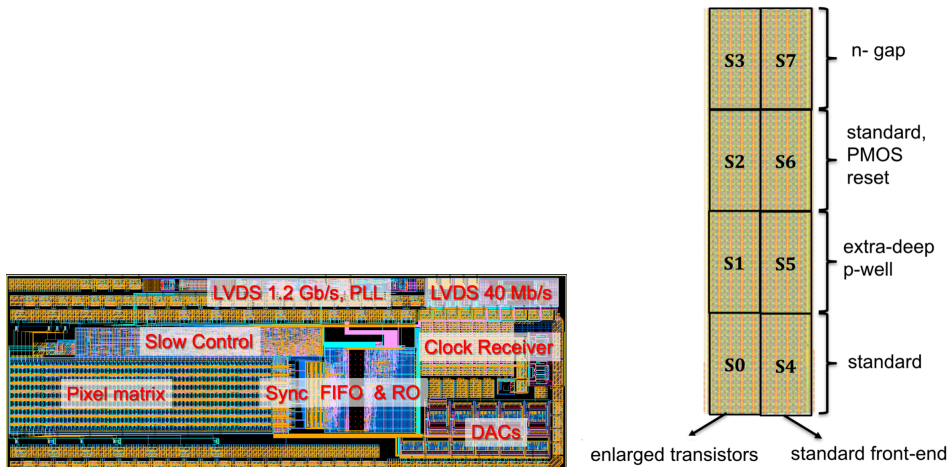 LVDS 1.2 Gb/s, PLL
LVDS 40 Mb/s
Slow Control
Clock Receiver
Pixel matrix
Sync
FIFO
& RO
DACs
S3
S7
n- gap
S2
S6
standard,
PMOS
reset
S1
S5
extra-deep
p-well
S0
S4
standard
enlarged transistors
standard front-end